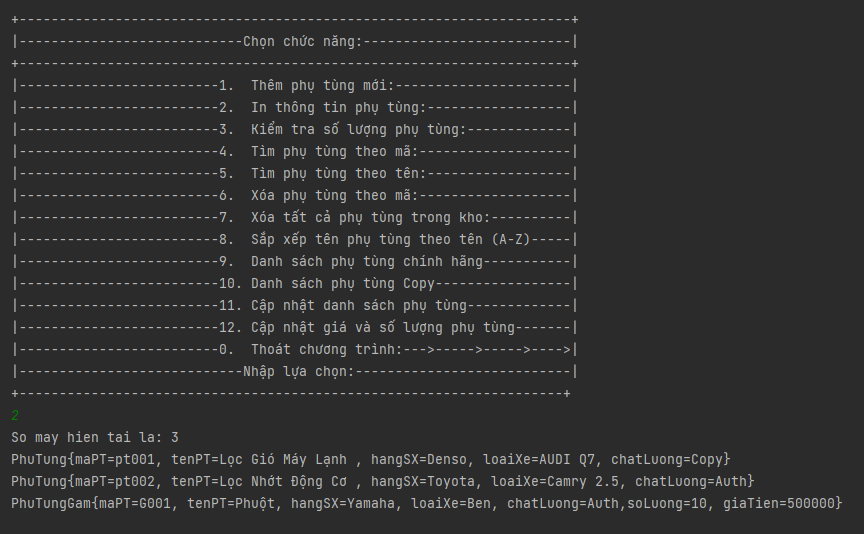 +---------------------------------------------------------------------+
|----------------------------Chọn chức năng:--------------------------|
+---------------------------------------------------------------------+
|-------------------------1.  Thêm phụ tùng mới:----------------------|
|-------------------------2.  In thông tin phụ tùng:------------------|
|-------------------------3.  Kiểm tra số lượng phụ tùng:-------------|
|-------------------------4.  Tìm phụ tùng theo mã:-------------------|
|-------------------------5.  Tìm phụ tùng theo tên:------------------|
|-------------------------6.  Xóa phụ tùng theo mã:-------------------|
|-------------------------7.  Xóa tất cả phụ tùng trong kho:----------|
|-------------------------8.  Sắp xếp tên phụ tùng theo tên (A-Z)-----|
|-------------------------9.  Danh sách phụ tùng chính hãng-----------|
|-------------------------10. Danh sách phụ tùng Copy-----------------|
|-------------------------11. Cập nhật danh sách phụ tùng-------------|
|-------------------------12. Cập nhật giá và số lượng phụ tùng-------|
|-------------------------0.  Thoát chương trình:--->----->----->---->|
|----------------------------Nhập lựa chọn:---------------------------|
+--------------------------------------------------------------------+
2
So may hien tai la: 3
PhuTung{maPT=pt001, tenPT=Lọc Gió Máy Lạnh , hangSX=Denso, loaiXe=AUDI Q7, chatLuong=Copy}
PhuTung{maPT=pt002, tenPT=Lọc Nhớt Động Cơ , hangSX=Toyota, loaiXe=Camry 2.5, chatLuong=Auth}
PhuTungGam{maPT=G001, tenPT=Phuột, hangSX=Yamaha, loaiXe=Ben, chatLuong=Auth,soLuong=10, giaTien=500000}